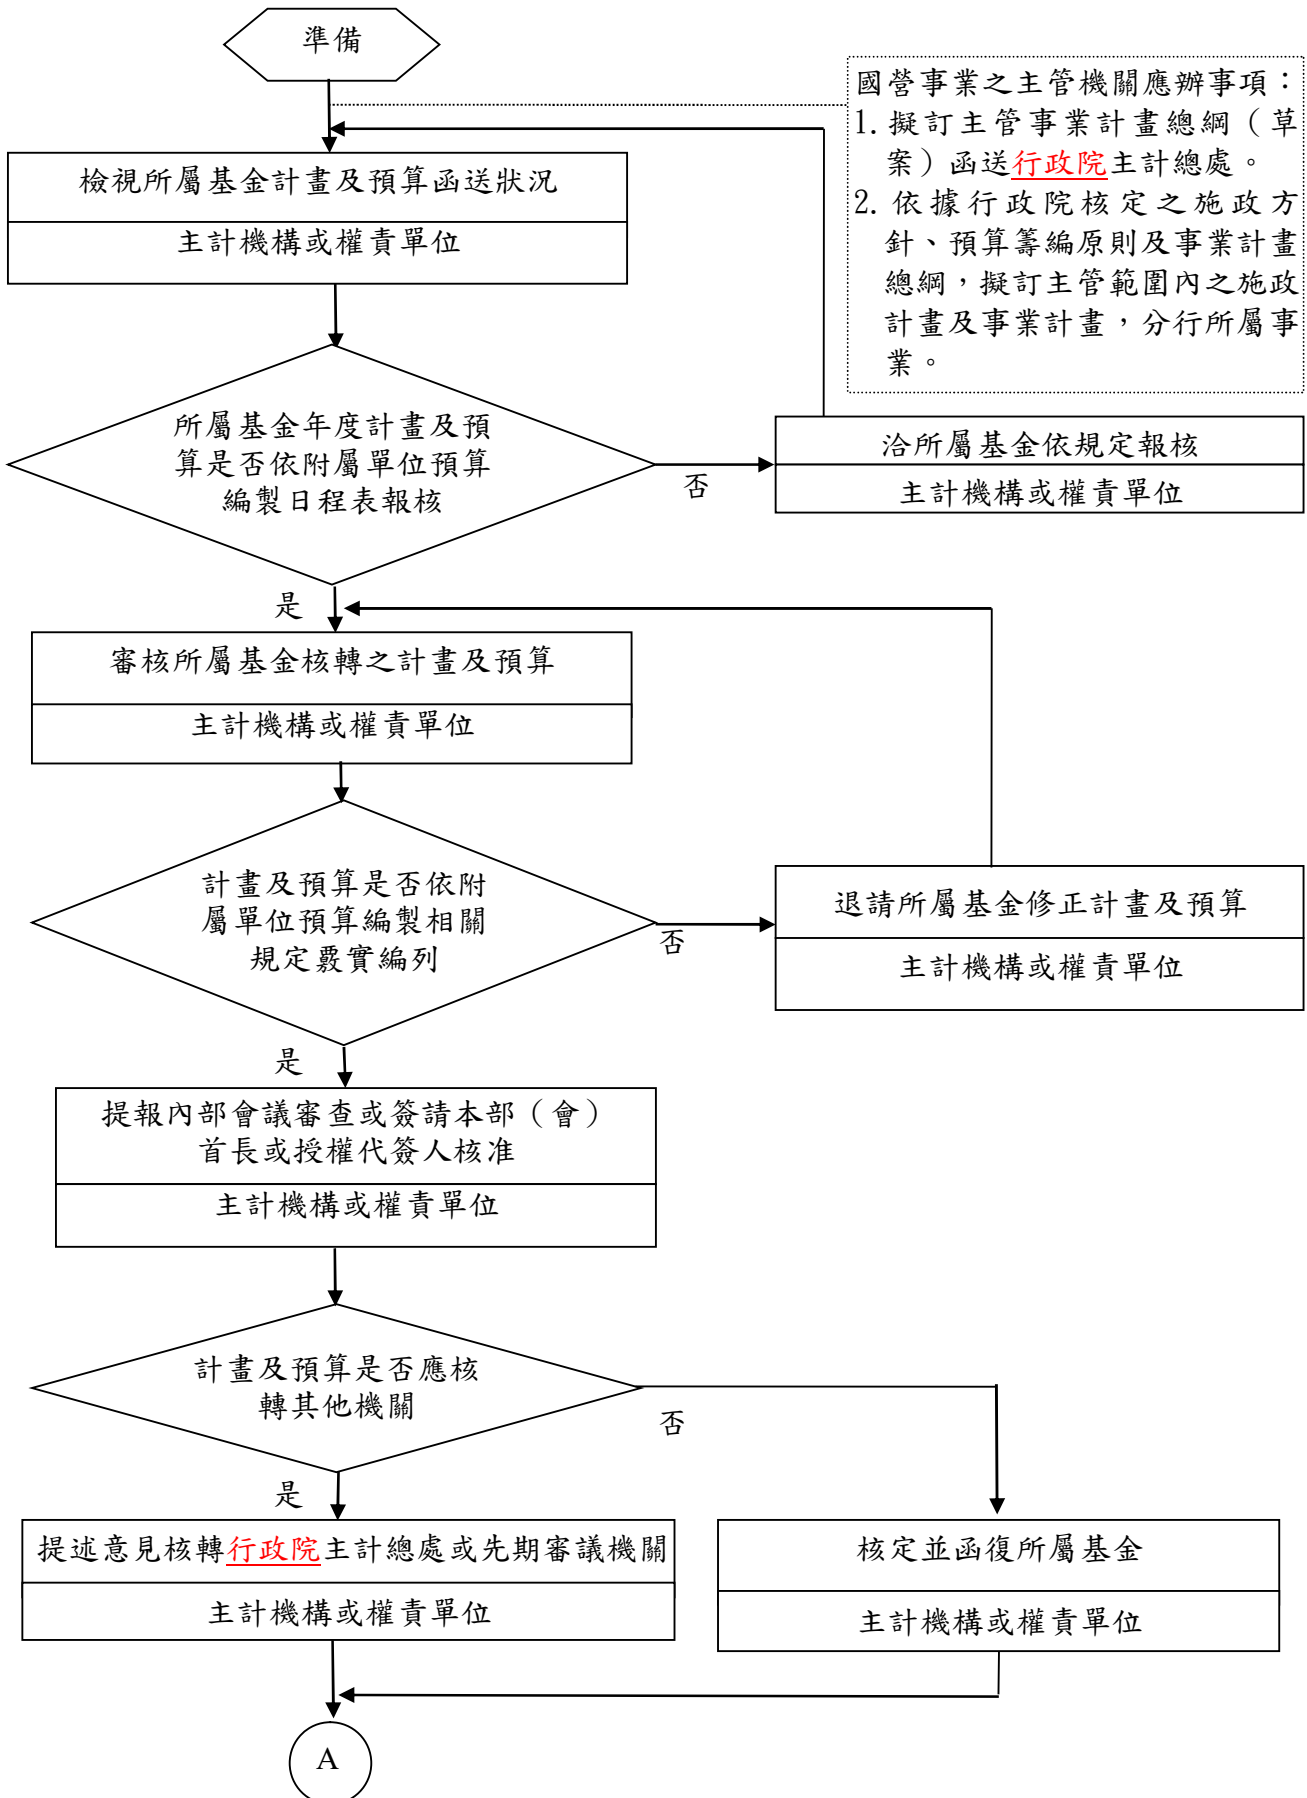 準備
國營事業之主管機關應辦事項：
1. 擬訂主管事業計畫總綱（草
案）函送行政院主計總處。
2. 依據行政院核定之施政方
針、預算籌編原則及事業計畫
總綱，擬訂主管範圍內之施政
計畫及事業計畫，分行所屬事
業。
檢視所屬基金計畫及預算函送狀況
主計機構或權責單位
所屬基金年度計畫及預
算是否依附屬單位預算
編製日程表報核
否
洽所屬基金依規定報核
主計機構或權責單位
是
審核所屬基金核轉之計畫及預算
主計機構或權責單位
計畫及預算是否依附
屬單位預算編製相關
規定覈實編列
否
退請所屬基金修正計畫及預算
主計機構或權責單位
是
提報內部會議審查或簽請本部（會）
首長或授權代簽人核准
主計機構或權責單位
計畫及預算是否應核
轉其他機關
否
是
提述意見核轉行政院主計總處或先期審議機關
主計機構或權責單位
核定並函復所屬基金
主計機構或權責單位
A